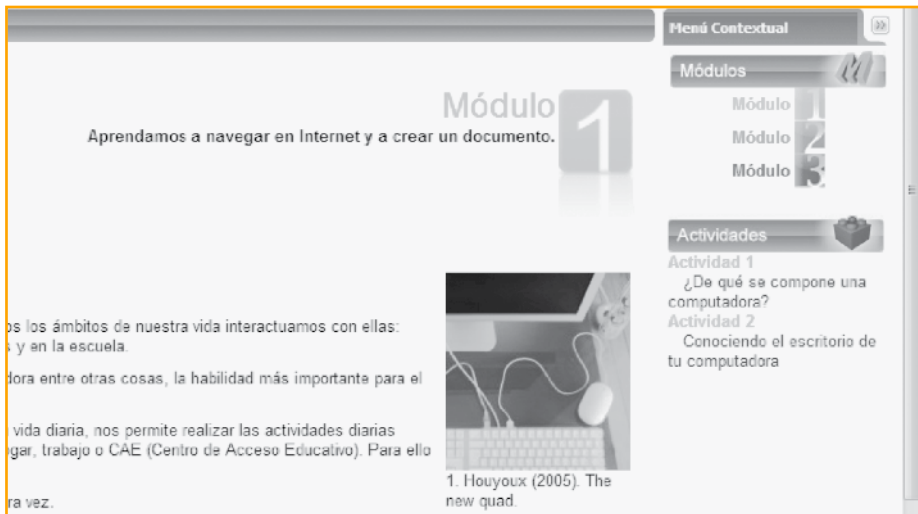 Menú Contextual
Módulos
Módulo 1
Módulo 2
Módulo 3
Módulo 1
Aprendamos a navegar en Internet y a crear un documento.
Actividades
Actividad 1
¿De qué se compone una
computadora?
Actividad 2
Conociendo el escritorio de
tu computadora
os los ámbitos de nuestra vida interactuamos con ellas:
s y en la escuela.
dora entre otras cosas, la habilidad más importante para el
vida diaria, nos permite realizar las actividades diarias
ogar, trabajo o CAE (Centro de Acceso Educativo). Para ello
ra vez.
1. Houyoux (2005). The
new quad.